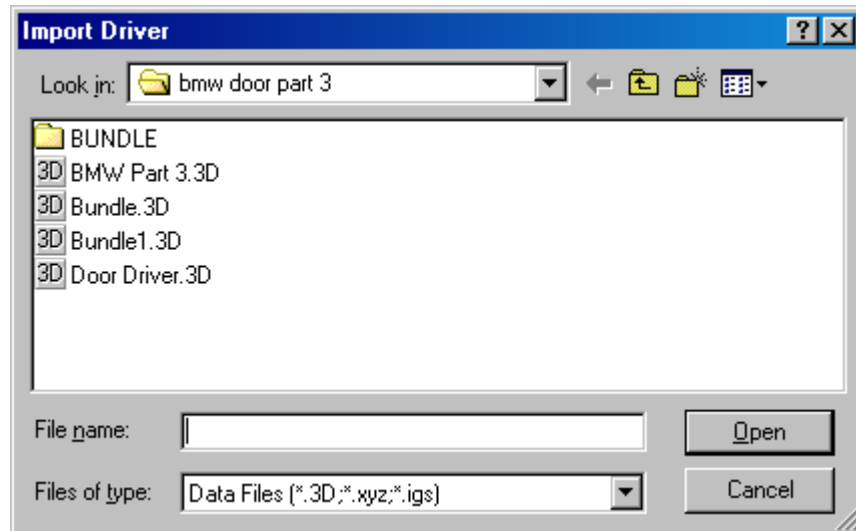 Import Driver
Look in: bmw door part 3
BUNDLE
3D BMW Part 3.3D
3D Bundle.3D
3D Bundle1.3D
3D Door Driver.3D
File name: Open
Files of type: Data Files (*.3D;*.xyz;*.igs) Cancel